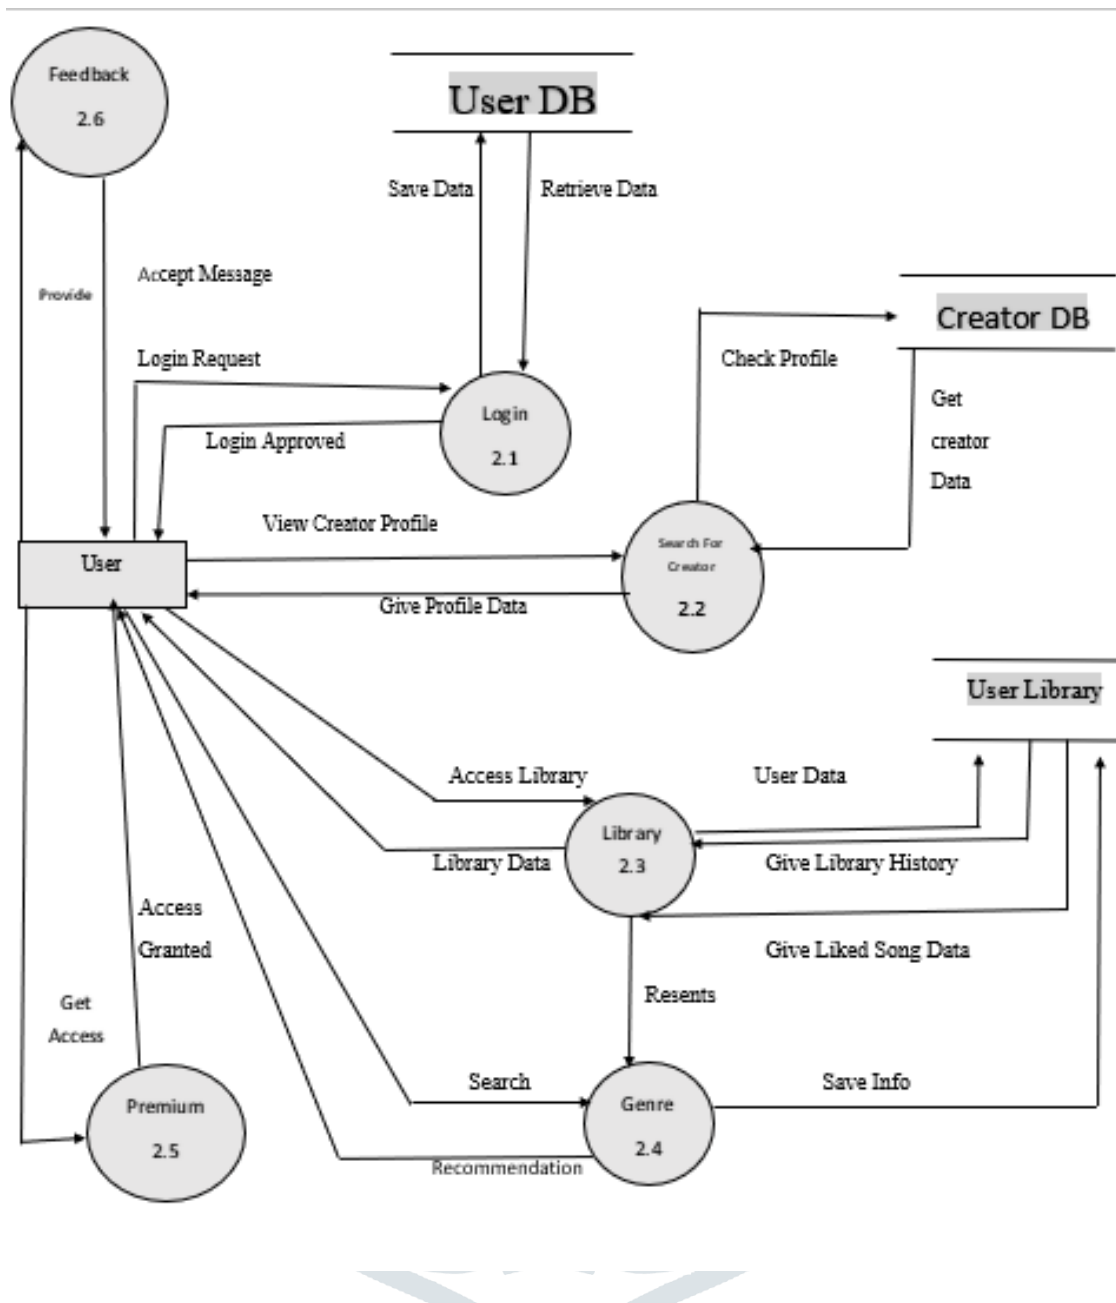 Feedback
2.6
User DB
Save Data
Retrieve Data
Accept Message
Provide
Creator DB
Login Request
Check Profile
Get
creator
Data
Login
2.1
Login Approved
View Creator Profile
Search For
Creator
2.2
User
Give Profile Data
User Library
Access Library
User Data
Library
2.3
Library Data
Give Library History
Access
Granted
Give Liked Song Data
Resents
Get
Access
Search
Save Info
Premium
2.5
Genre
2.4
Recommendation